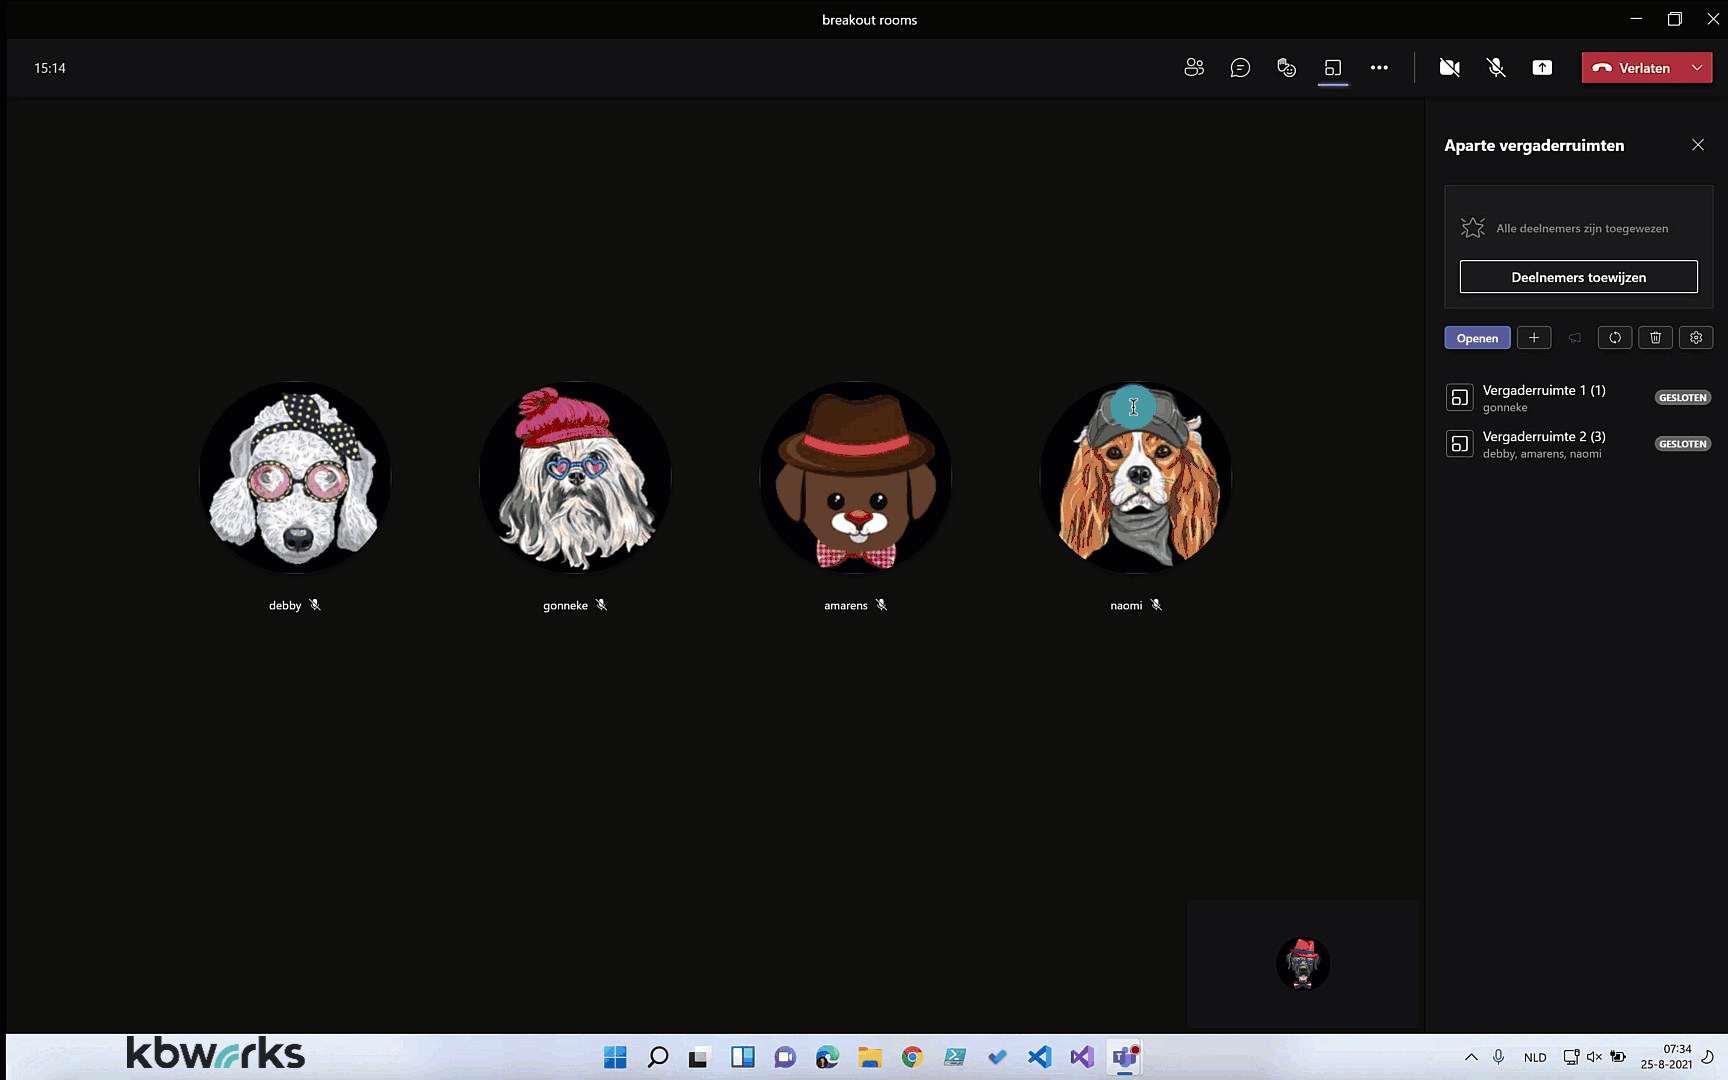 breakout rooms
15:14
Verlaten
Aparte vergaderruimten
Alle deelnemers zijn toegewezen
Deelnemers toewijzen
Openen
Vergaderruimte 1 (1)
gonneke
GESLOTEN
Vergaderruimte 2 (3)
debby, amarens, naomi
GESLOTEN
debby
gonneke
amarens
naomi
kbworks
NLD
07:34
25-8-2021